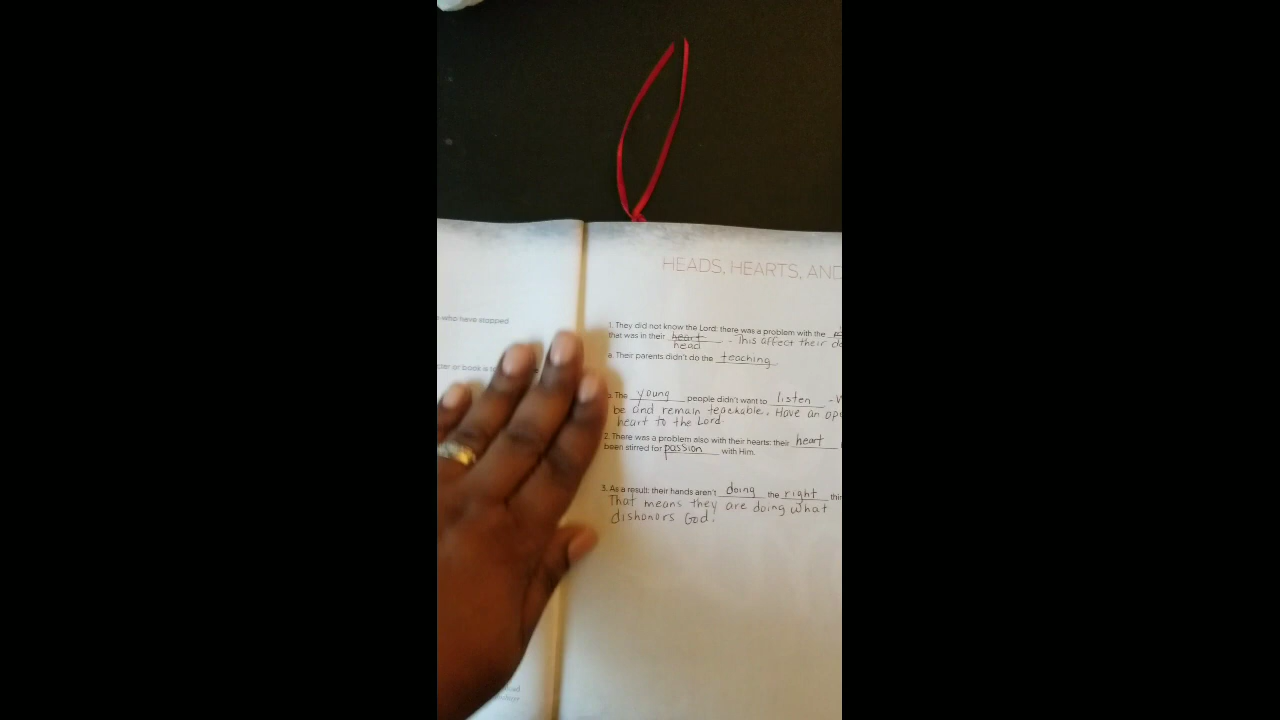 HEADS, HEARTS, AND
who have stopped
1. They did not know the Lord: there was a problem with the
that was in their heart - This affect their
head
a. Their parents didn't do the teaching
b. The young people didn't want to listen -
be and remain teachable. Have an
heart to the Lord.
2. There was a problem also with their hearts: their heart
been stirred for passion with Him.
3. As a result: their hands aren't doing the right
That means they are doing what
dishonors God.